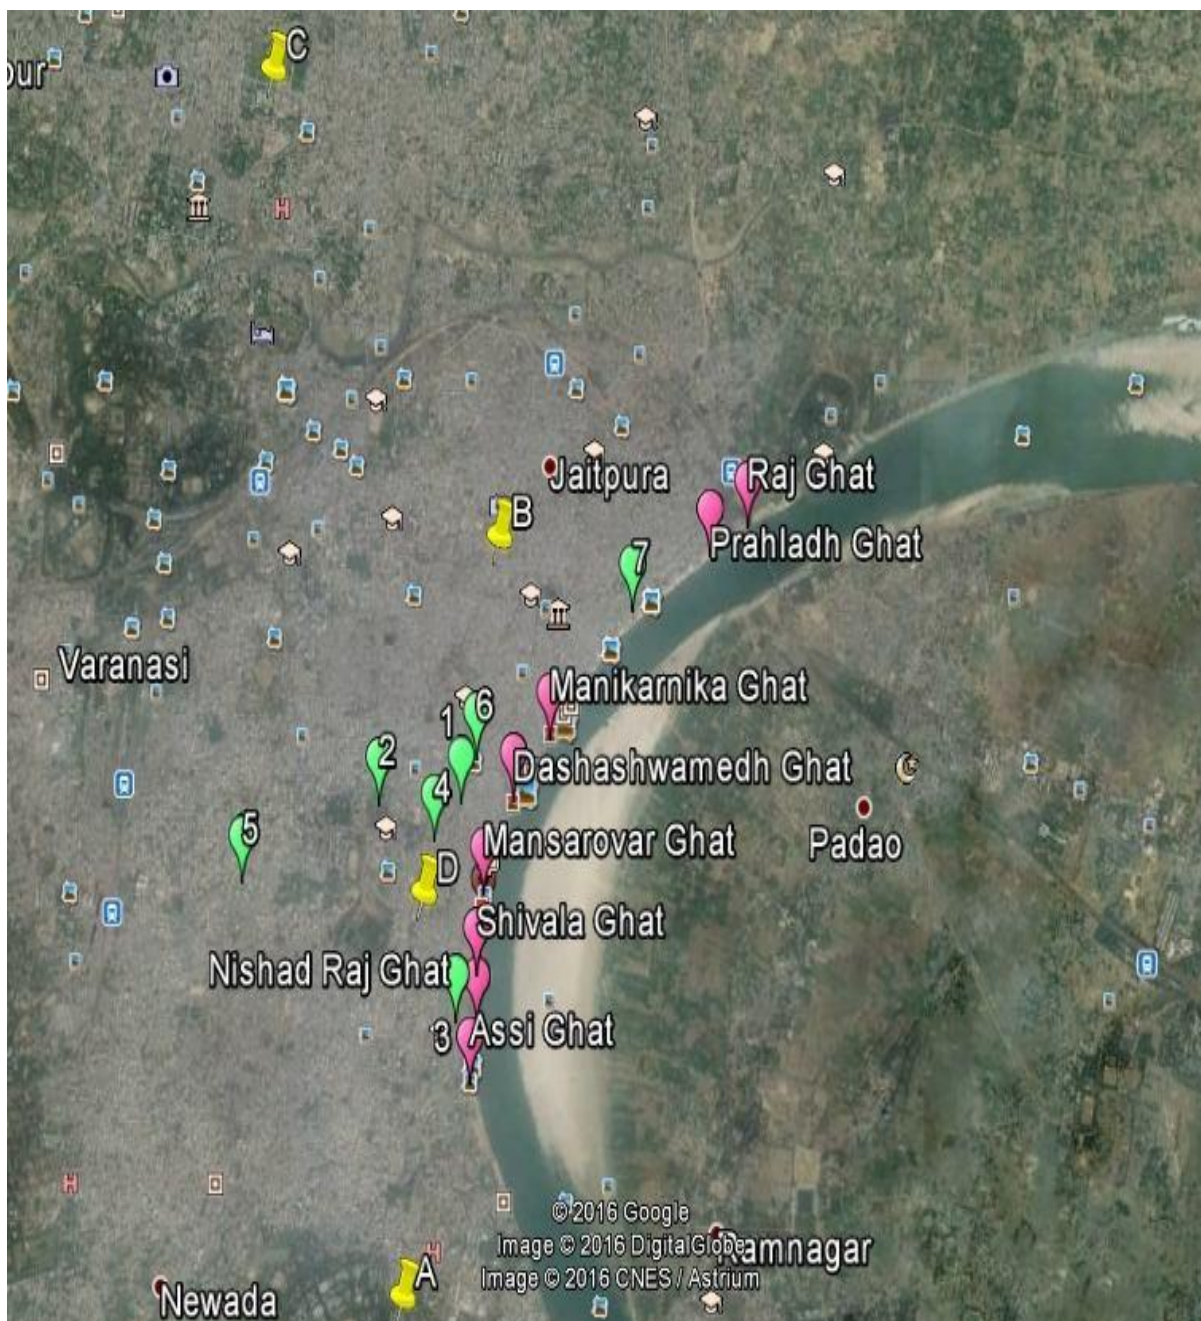 C
our
H
Jaitpura
Raj Ghat
B
Prahladh Ghat
7
Varanasi
Manikarnika Ghat
6
1
2
Dashashwamedh Ghat
4
5
Mansarovar Ghat
Padao
D
Shivala Ghat
Nishad Raj Ghat
3
Assi Ghat
H
© 2016 Google
Image © 2016 DigitalGlobe
Ramnagar
H
A
Image © 2016 CNES / Astrium
Newada